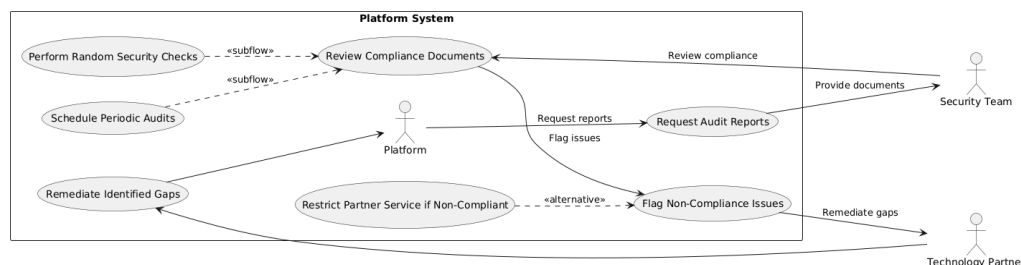 Platform System
Perform Random Security Checks
«subflow»
Review Compliance Documents
Review compliance
Security Team
«subflow»
Schedule Periodic Audits
Provide documents
Platform
Request reports
Request Audit Reports
Flag issues
Remediate Identified Gaps
Restrict Partner Service if Non-Compliant
«alternative»
Flag Non-Compliance Issues
Remediate gaps
Technology Partne